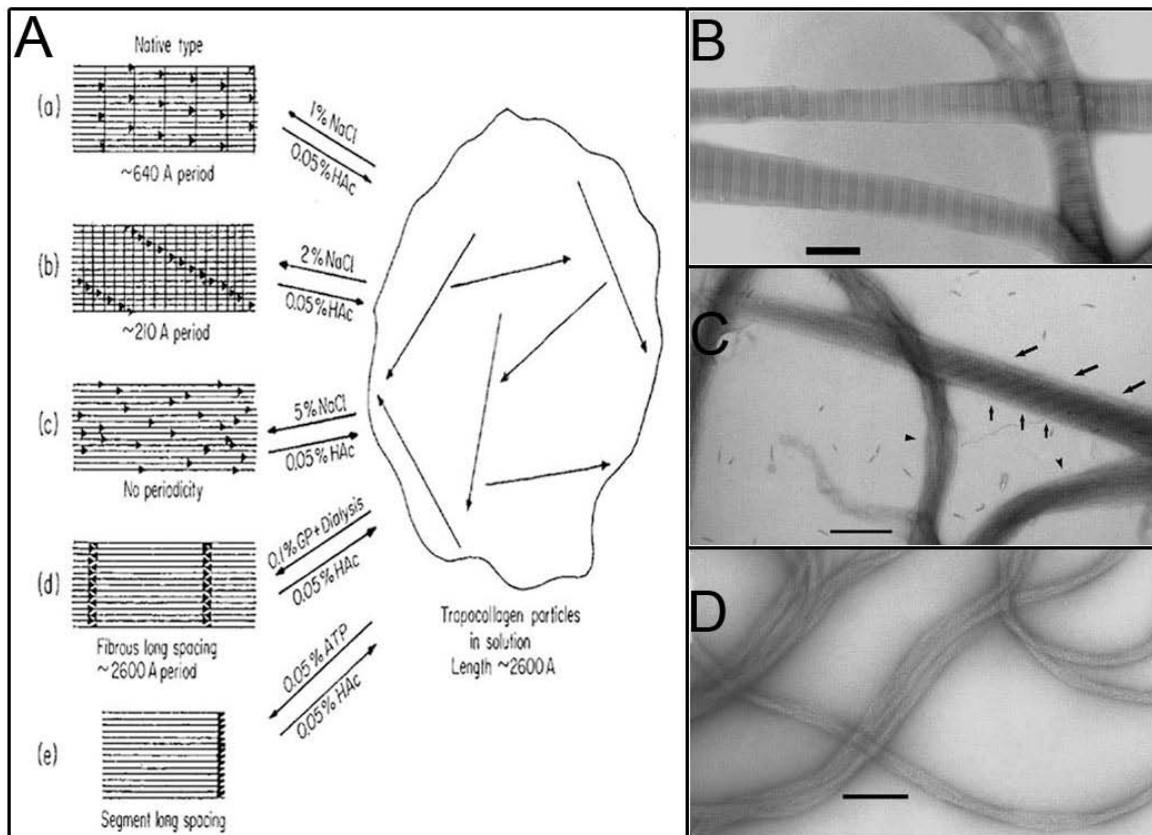 A
Native type
(a)
~640 A period
1% NaCl
0.05% HAc
(b)
~210 A period
2% NaCl
0.05% HAc
(c)
No periodicity
5% NaCl
0.05% HAc
(d)
Fibrous long spacing
~2600 A period
0.1% GP + Dialysis
0.05% HAc
(e)
Segment long spacing
0.05% ATP
0.05% HAc
Tropocollagen particles
in solution
Length ~2600 A
B
C
D